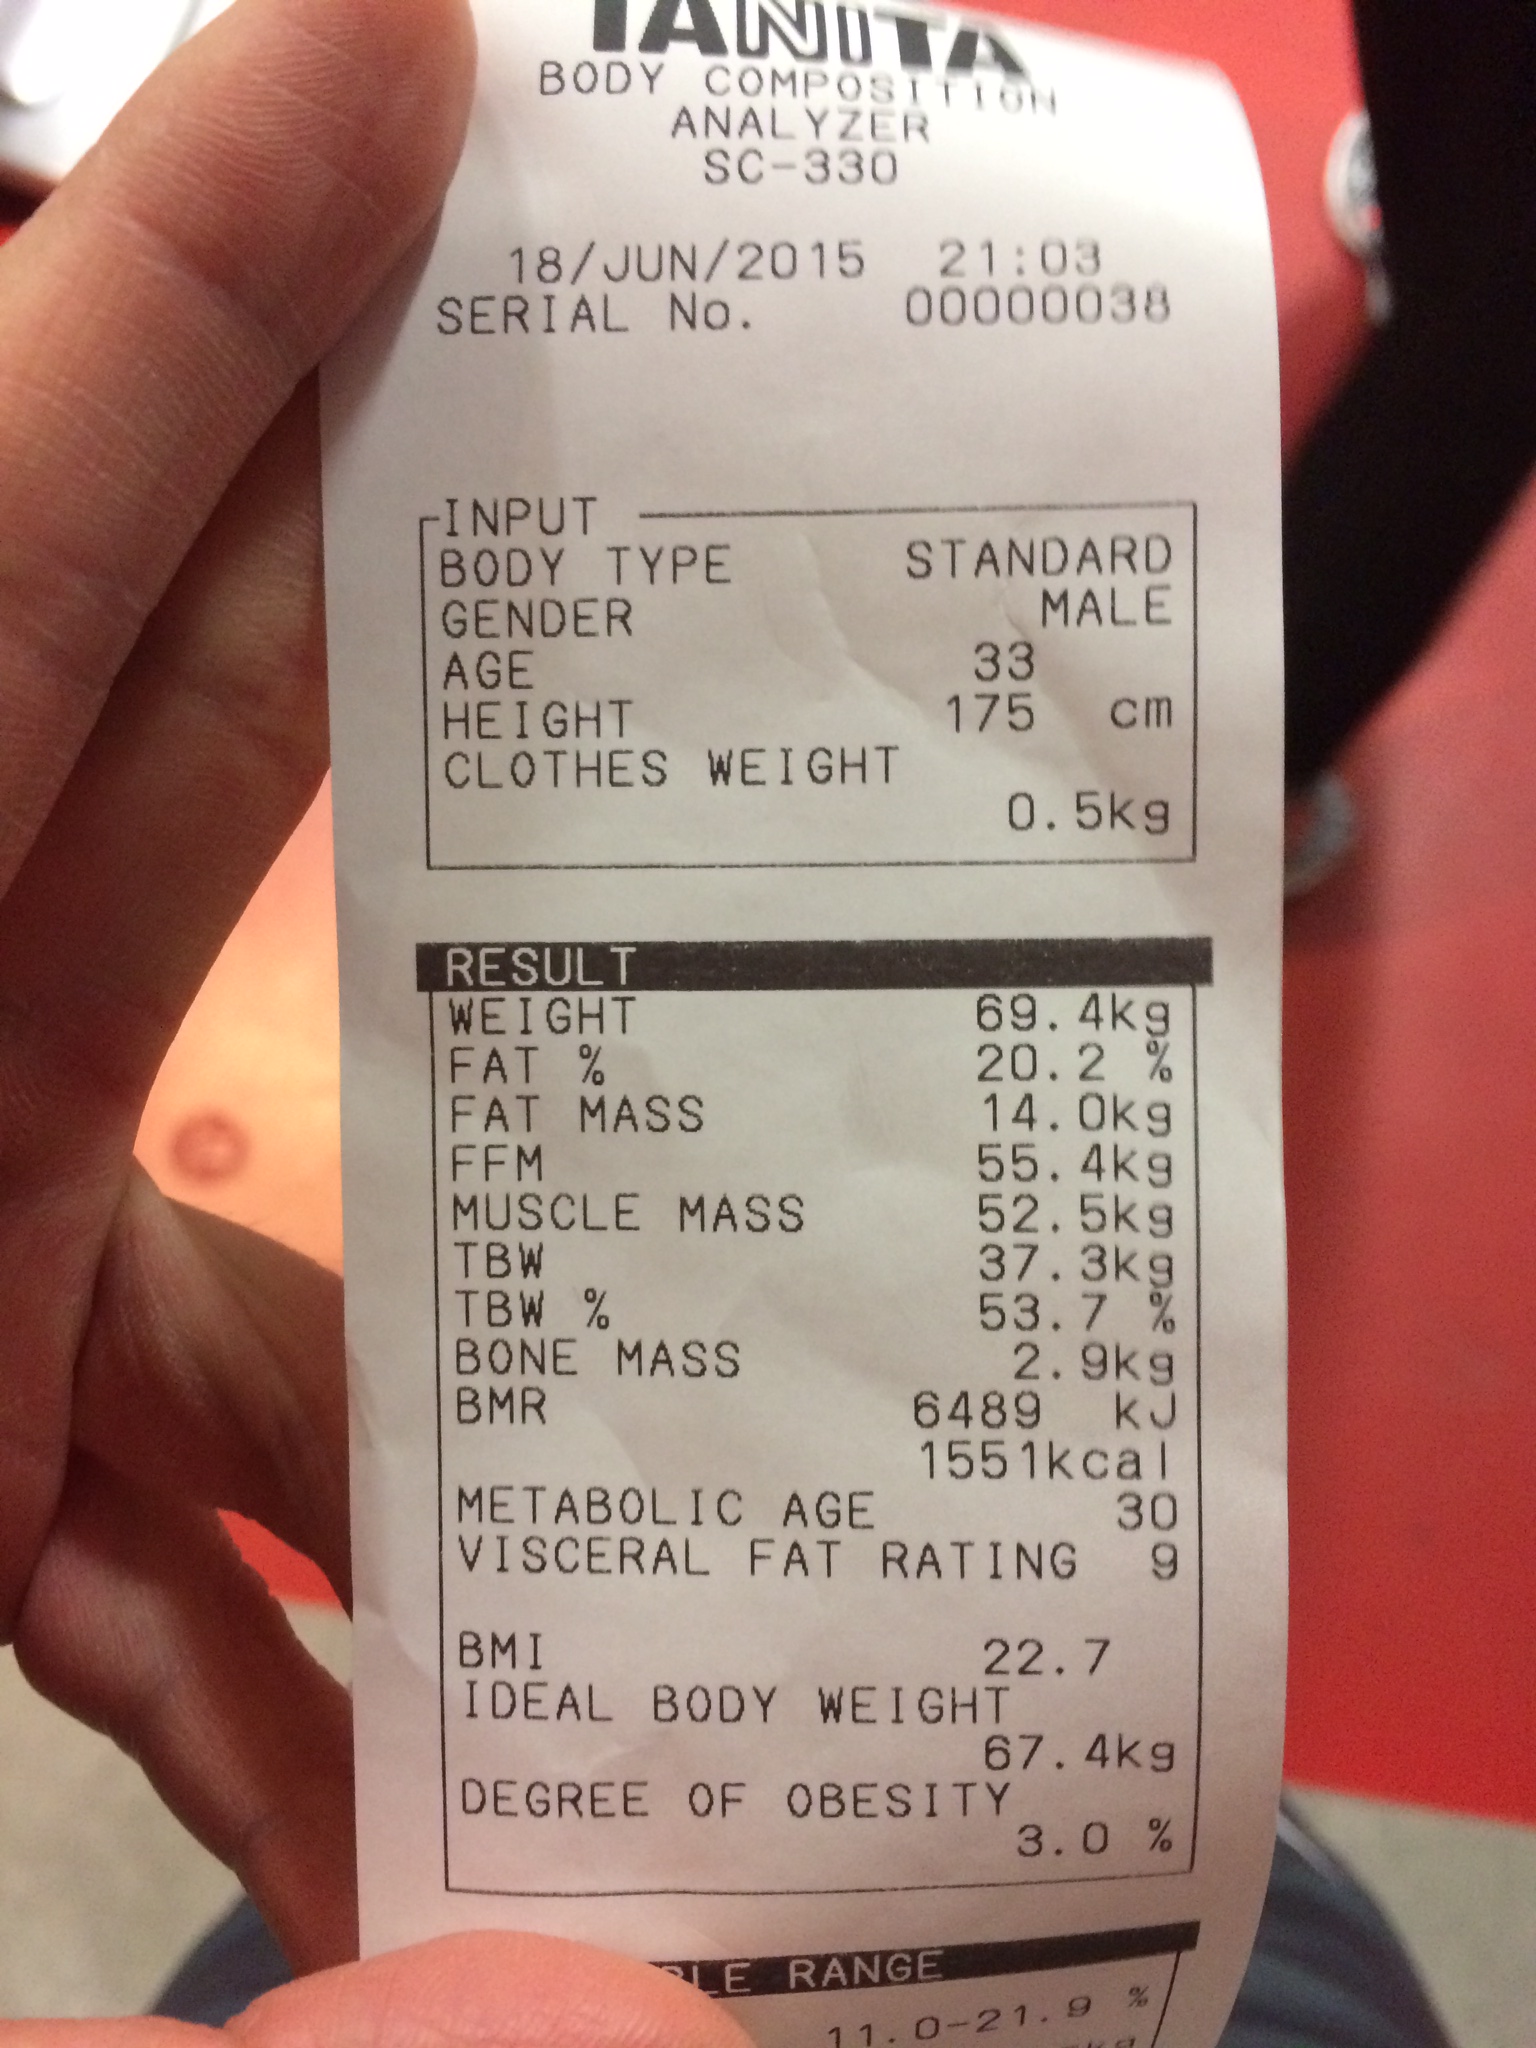 TANITA
BODY COMPOSITION
ANALYZER
SC-330
18/JUN/2015 21:03
SERIAL No. 00000038
INPUT
BODY TYPE STANDARD
GENDER MALE
AGE 33
HEIGHT 175 cm
CLOTHES WEIGHT
0.5kg
RESULT
WEIGHT 69.4kg
FAT % 20.2 %
FAT MASS 14.0kg
FFM 55.4kg
MUSCLE MASS 52.5kg
TBW 37.3kg
TBW % 53.7 %
BONE MASS 2.9kg
BMR 6489 kJ
1551kcal
METABOLIC AGE 30
VISCERAL FAT RATING 9
BMI 22.7
IDEAL BODY WEIGHT
67.4kg
DEGREE OF OBESITY
3.0 %
RANGE
11.0-21.9 %